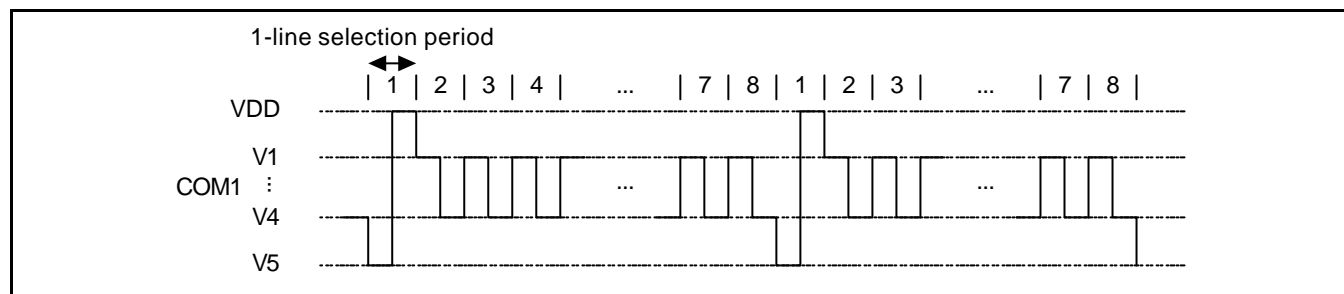 1-line selection period
| 1 | 2 | 3 | 4 | ... | 7 | 8 | 1 | 2 | 3 | ... | 7 | 8 |
VDD
V1
COM1 ⋮ ... ...
V4
V5